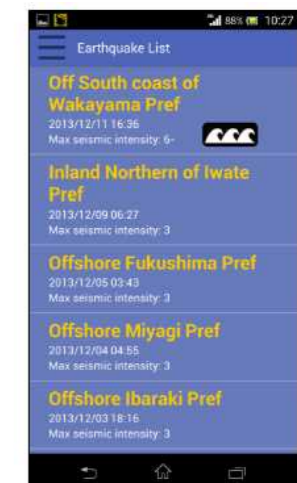 88% 10:27
Earthquake List
Off South coast of
Wakayama Pref
2013/12/11 16:36
Max seismic intensity: 6-
Inland Northern of Iwate
Pref
2013/12/09 06:27
Max seismic intensity: 3
Offshore Fukushima Pref
2013/12/05 03:43
Max seismic intensity: 3
Offshore Miyagi Pref
2013/12/04 04:55
Max seismic intensity: 3
Offshore Ibaraki Pref
2013/12/03 18:16
Max seismic intensity: 3